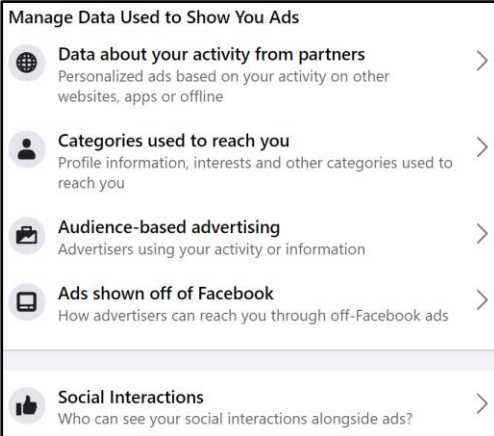 Manage Data Used to Show You Ads
Data about your activity from partners
Personalized ads based on your activity on other
websites, apps or offline
Categories used to reach you
Profile information, interests and other categories used to
reach you
Audience-based advertising
Advertisers using your activity or information
Ads shown off of Facebook
How advertisers can reach you through off-Facebook ads
Social Interactions
Who can see your social interactions alongside ads?